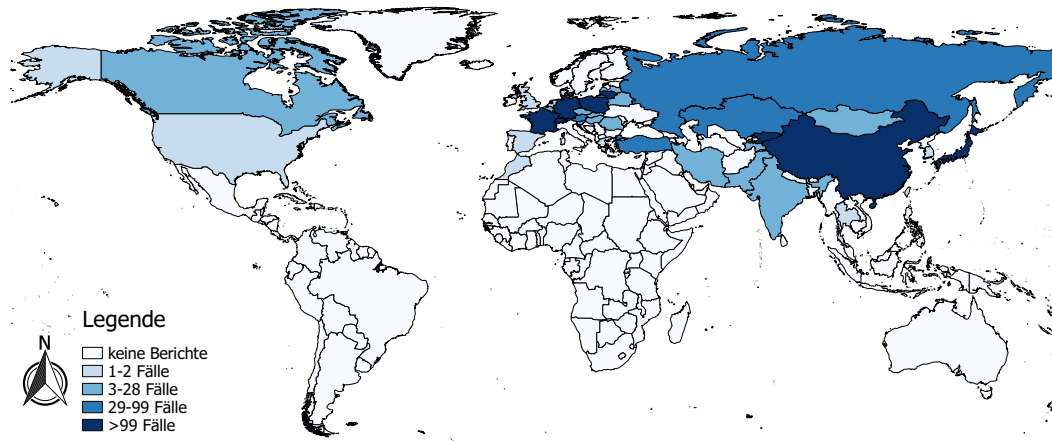 Legende
N
keine Berichte
1-2 Fälle
3-28 Fälle
29-99 Fälle
>99 Fälle